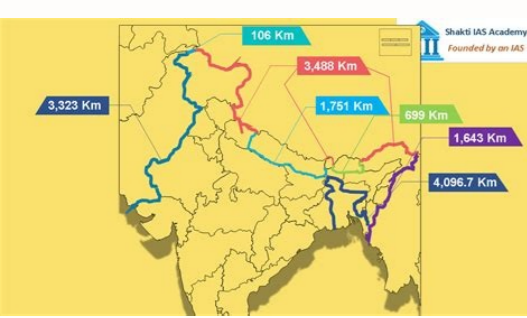 106 Km
Shakti IAS Academy
Founded by an IAS
3,488 Km
3,323 Km
1,751 Km
699 Km
1,643 Km
4,096.7 Km